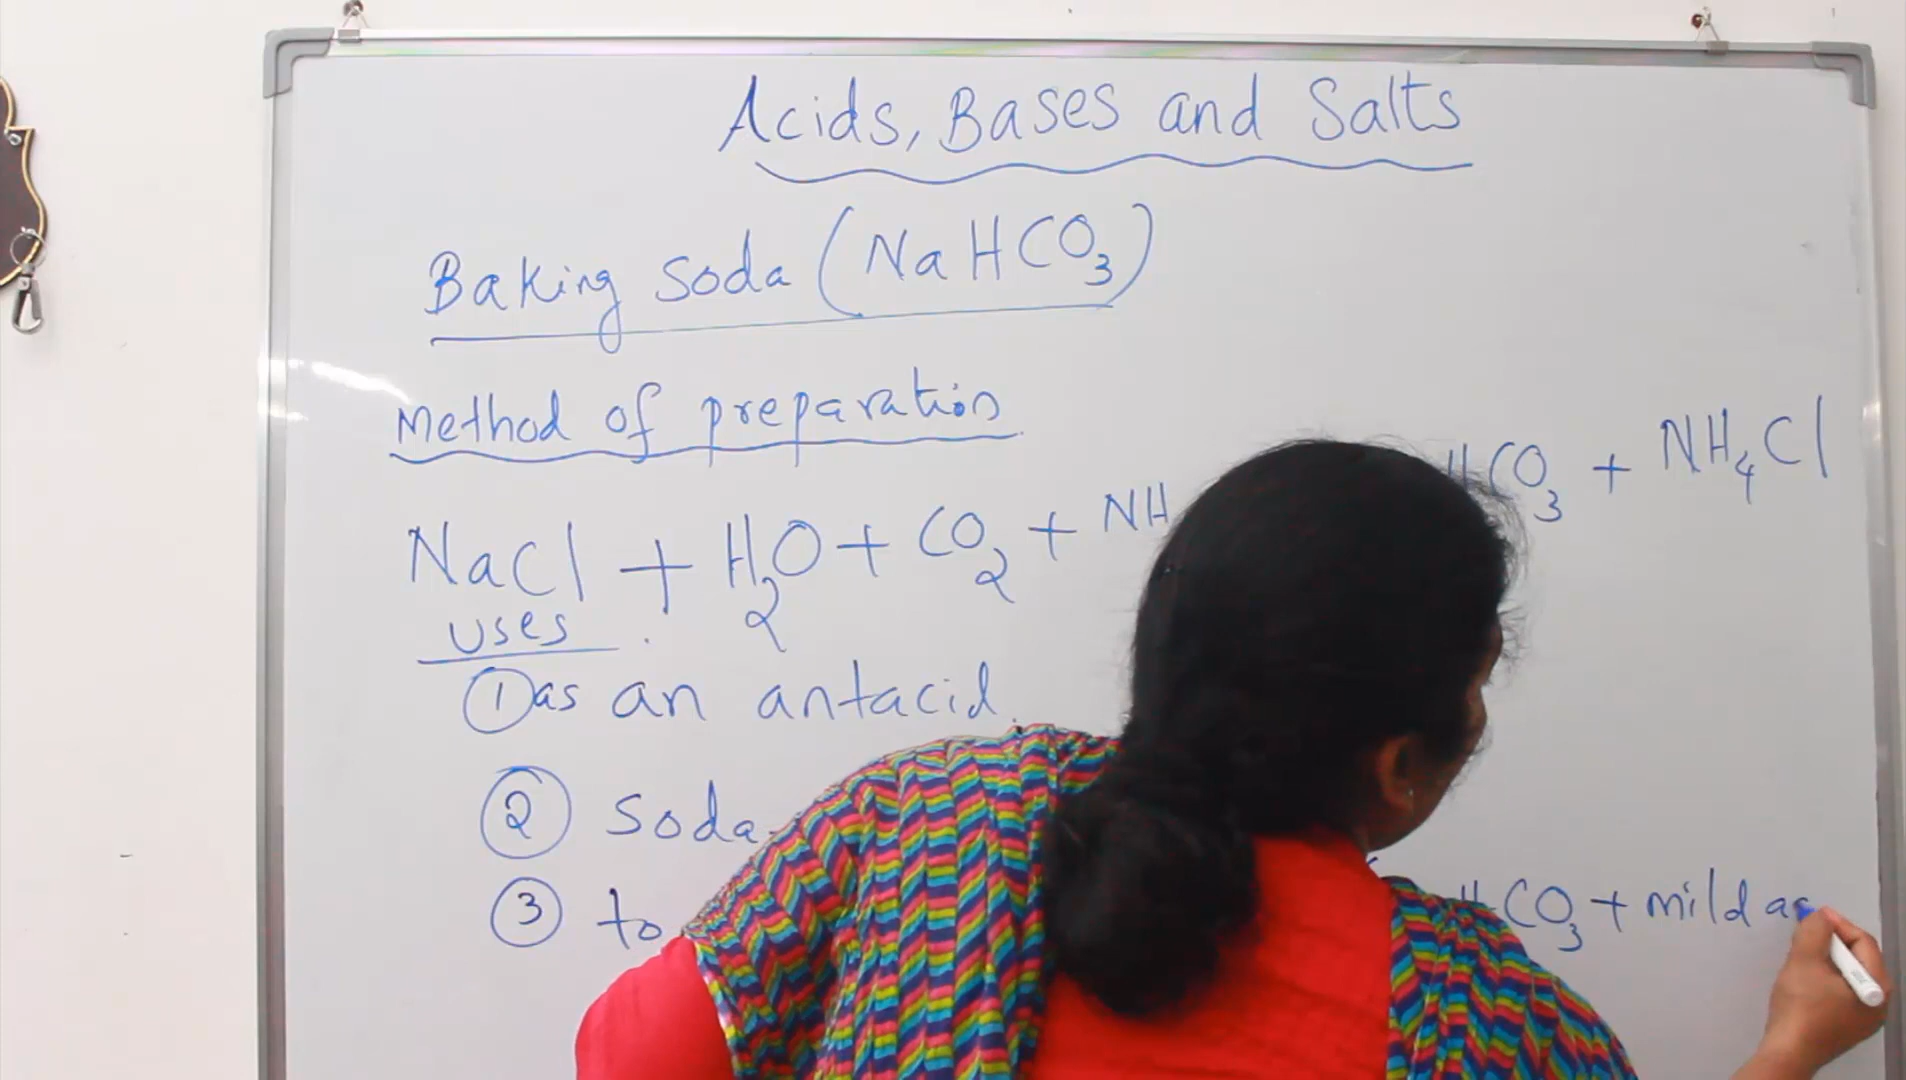 Acids, Bases and Salts
Baking Soda (NaHCO₃)
Method of preparation
NaCl + H₂O + CO₂ + NH HCO₃ + NH₄Cl
uses
① as an antacid.
② Soda-
③ to HCO₃ + mild ac